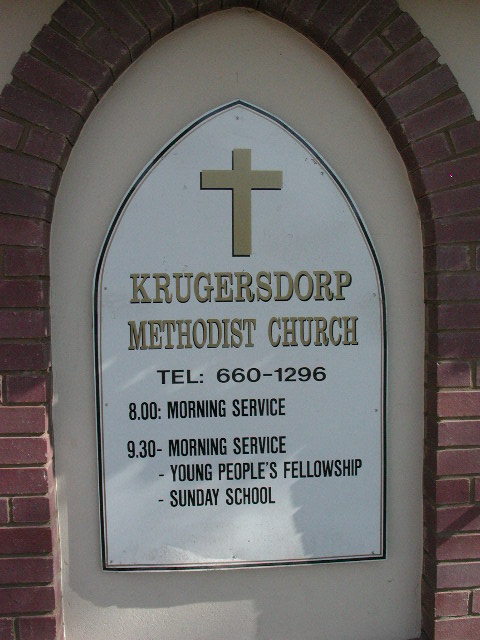 KRUGERSDORP
METHODIST CHURCH
TEL: 660-1296
8.00: MORNING SERVICE
9.30- MORNING SERVICE
- YOUNG PEOPLE'S FELLOWSHIP
- SUNDAY SCHOOL